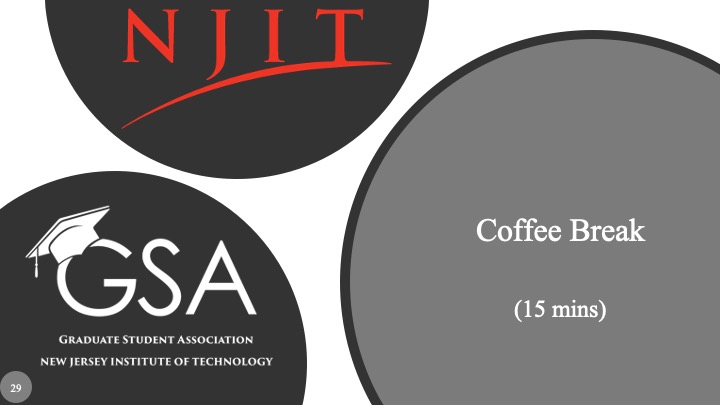 NJIT
GSA
Graduate Student Association
NEW JERSEY INSTITUTE OF TECHNOLOGY
Coffee Break
(15 mins)
29